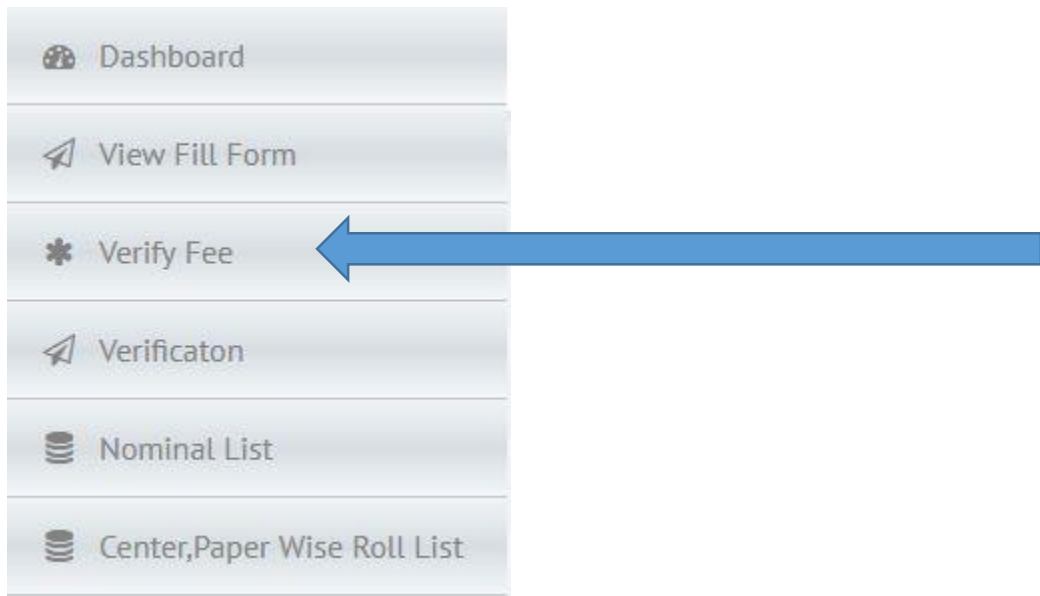 Dashboard
View Fill Form
Verify Fee
Verificaton
Nominal List
Center,Paper Wise Roll List